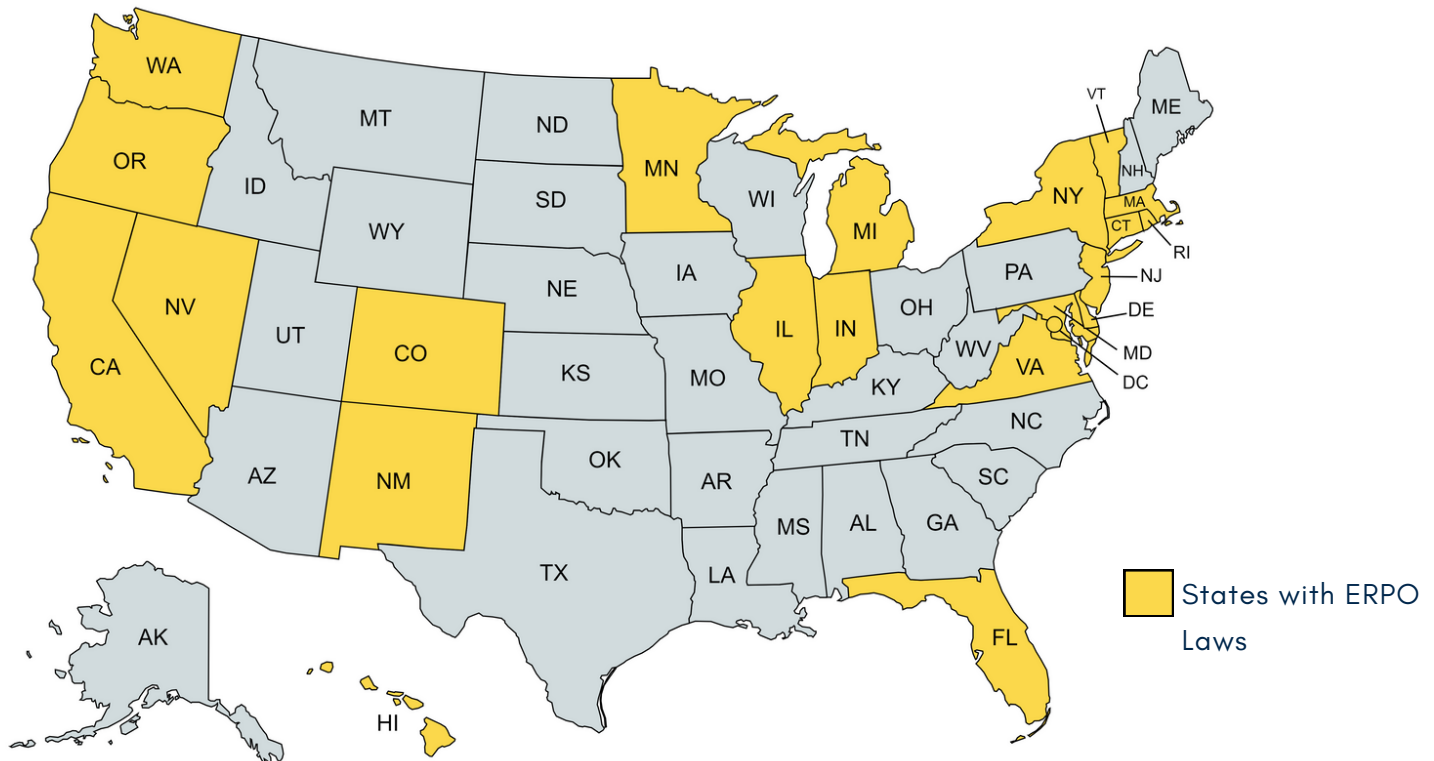 WA
MT
ND
MN
VT
ME
OR
ID
SD
WI
MI
NY
NH
MA
CT
RI
WY
IA
NE
PA
NJ
NV
UT
CO
IL
IN
OH
DE
CA
KS
MO
KY
WV
VA
MD
DC
AZ
NM
OK
AR
TN
NC
SC
MS
AL
GA
TX
LA
FL
AK
HI
States with ERPO
Laws